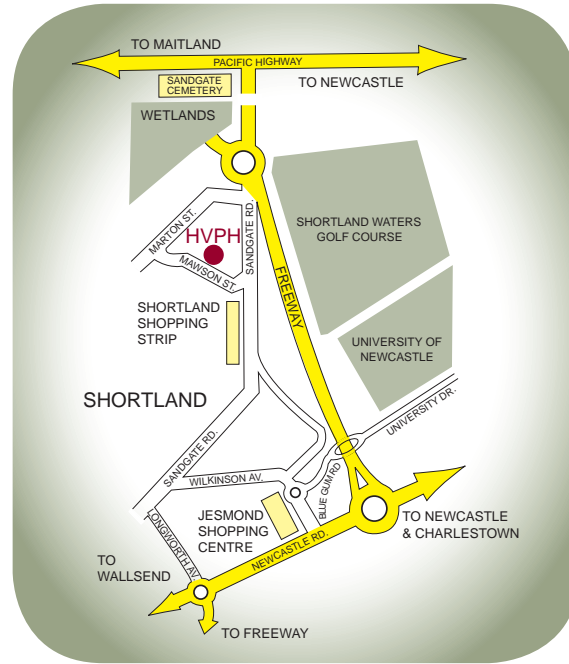 TO MAITLAND
PACIFIC HIGHWAY
SANDGATE
CEMETERY
TO NEWCASTLE
WETLANDS
MARTON ST.
HVPH
SANDGATE RD.
MAWSON ST.
SHORTLAND WATERS
GOLF COURSE
FREEWAY
SHORTLAND
SHOPPING
STRIP
UNIVERSITY OF
NEWCASTLE
SHORTLAND
UNIVERSITY DR.
SANDGATE RD.
WILKINSON AV.
BLUE GUM RD
JESMOND
SHOPPING
CENTRE
LONGWORTH AV.
NEWCASTLE RD.
TO NEWCASTLE
& CHARLESTOWN
TO
WALLSEND
TO FREEWAY